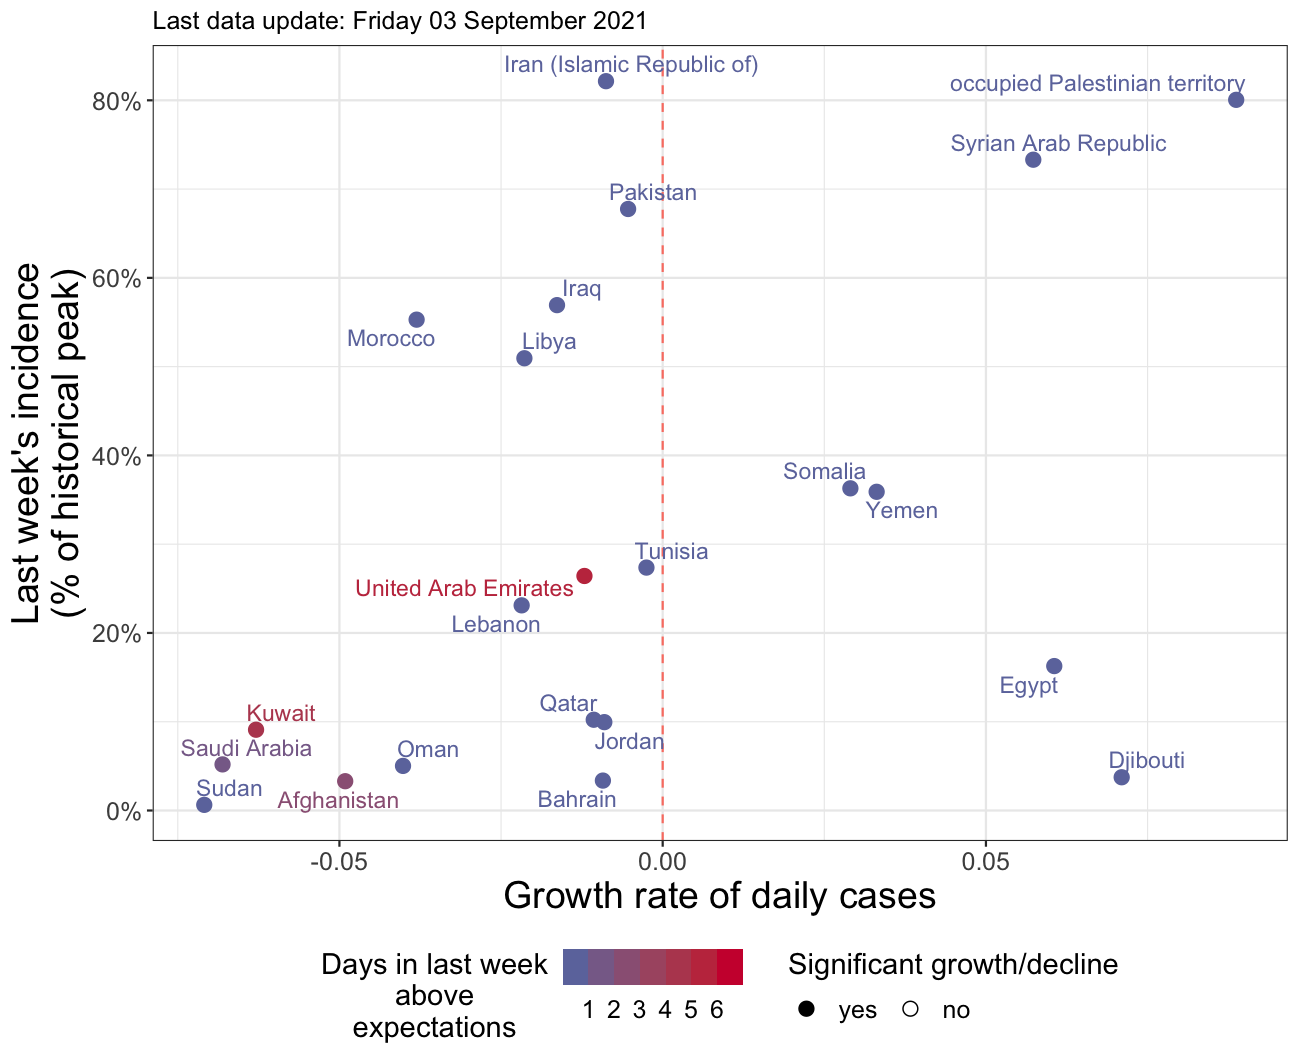 Last data update: Friday 03 September 2021
Iran (Islamic Republic of)
occupied Palestinian territory
Syrian Arab Republic
Pakistan
Iraq
Morocco
Libya
Somalia
Yemen
Tunisia
United Arab Emirates
Lebanon
Egypt
Qatar
Kuwait
Jordan
Saudi Arabia
Oman
Djibouti
Sudan
Afghanistan
Bahrain
80%
60%
40%
20%
0%
Last week's incidence
(% of historical peak)
-0.05 0.00 0.05
Growth rate of daily cases
Days in last week
above
expectations
1 2 3 4 5 6
Significant growth/decline
yes no